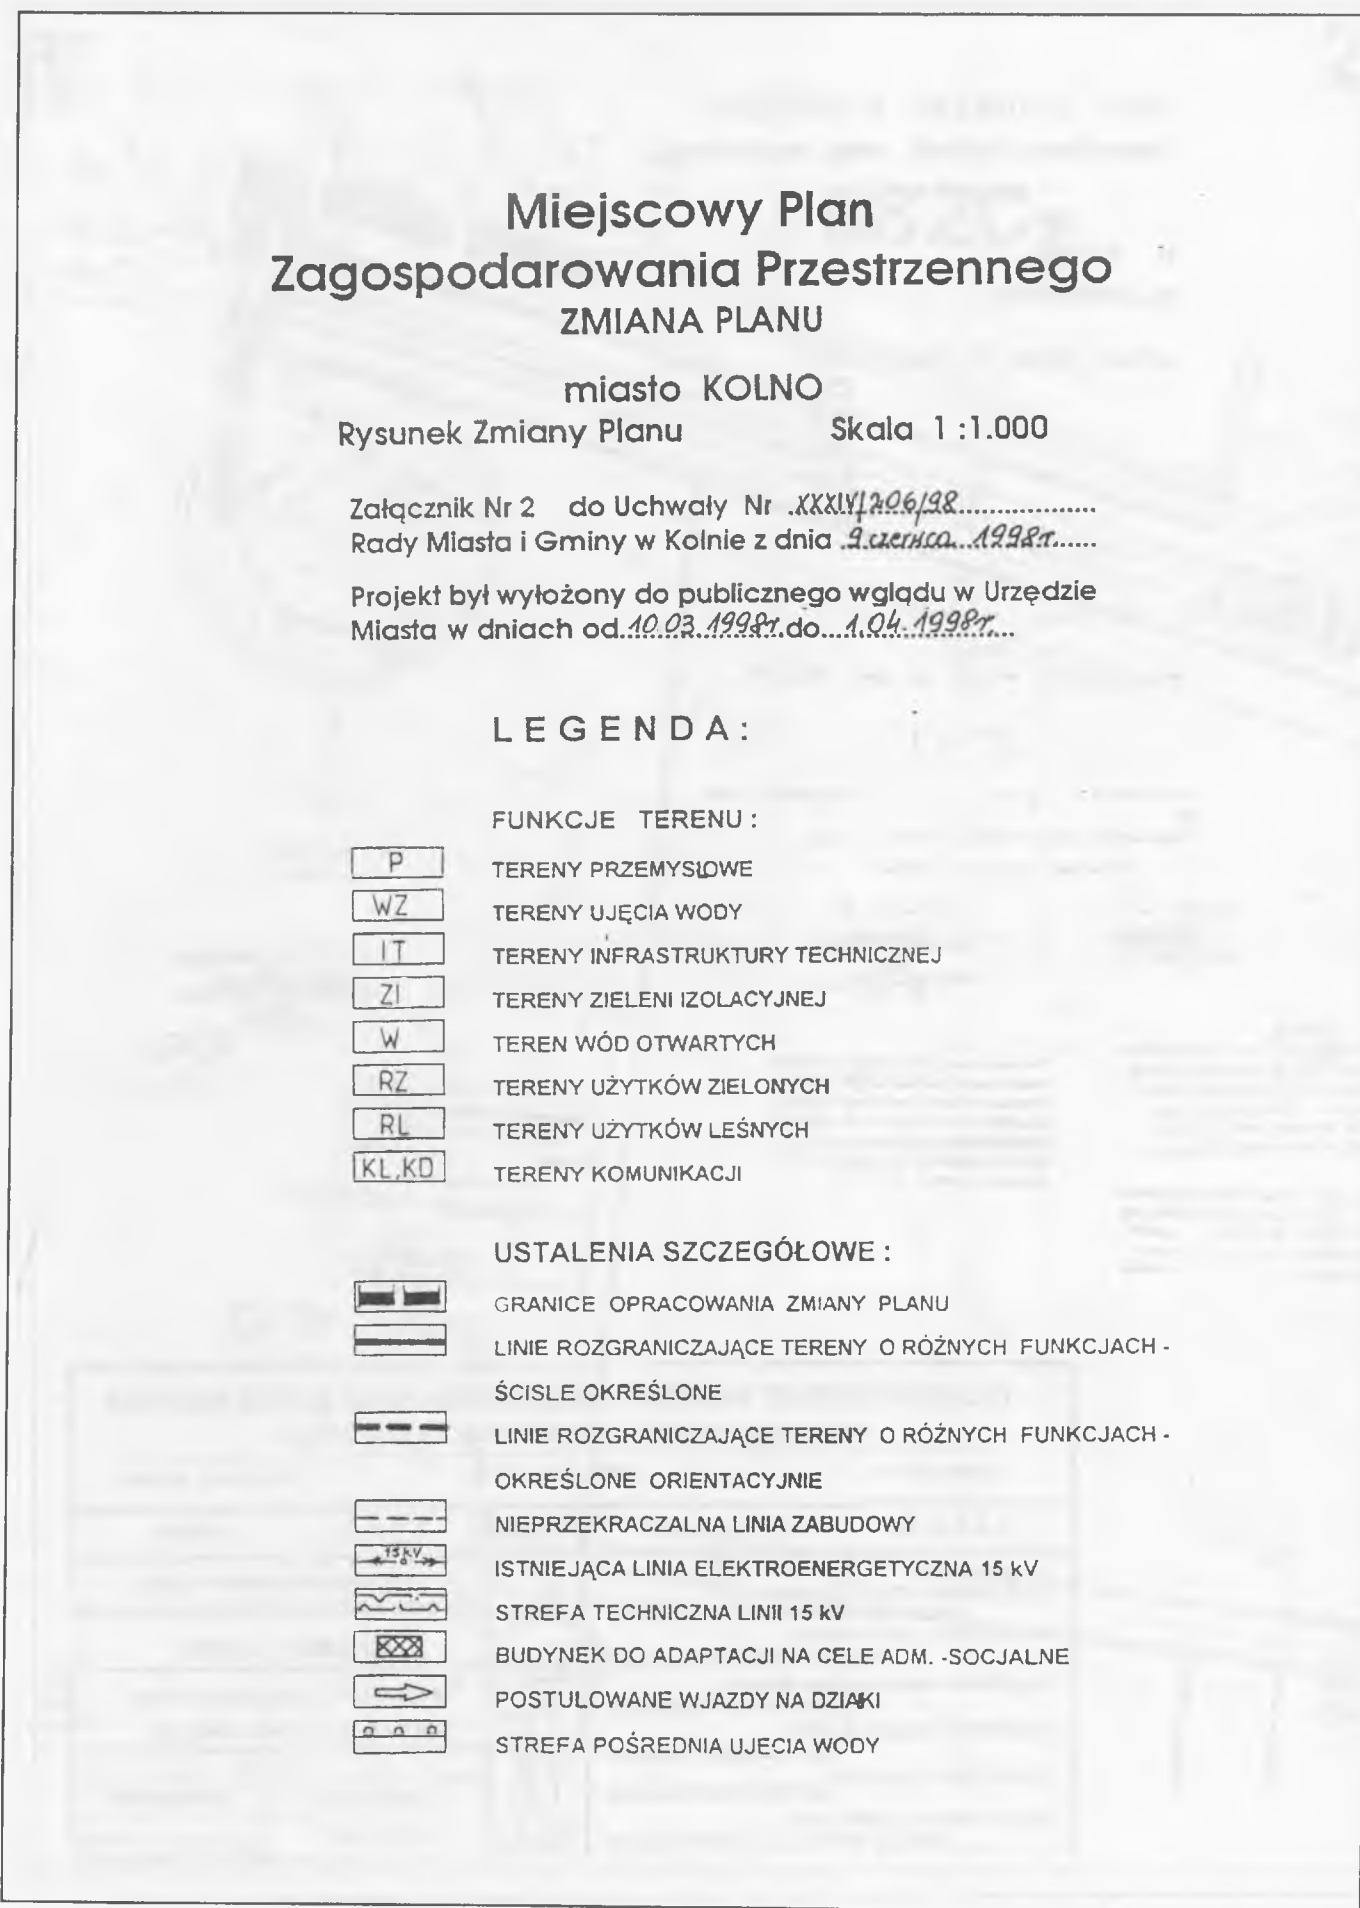 Miejscowy Plan
Zagospodarowania Przestrzennego
ZMIANA PLANU
miasto KOLNO
Rysunek Zmiany Planu Skala 1 :1.000
Załącznik Nr 2 do Uchwały Nr .XXXIV/206/98..................
Rady Miasta i Gminy w Kolnie z dnia .9.czerwca...1998r......
Projekt był wyłożony do publicznego wglądu w Urzędzie
Miasta w dniach od..10.03.1998r.do....1.04.1998r....
LEGENDA:
FUNKCJE TERENU :
P TERENY PRZEMYSŁOWE
WZ TERENY UJĘCIA WODY
IT TERENY INFRASTRUKTURY TECHNICZNEJ
ZI TERENY ZIELENI IZOLACYJNEJ
W TEREN WÓD OTWARTYCH
RZ TERENY UŻYTKÓW ZIELONYCH
RL TERENY UŻYTKÓW LEŚNYCH
KL,KD TERENY KOMUNIKACJI
USTALENIA SZCZEGÓŁOWE :
GRANICE OPRACOWANIA ZMIANY PLANU
LINIE ROZGRANICZAJĄCE TERENY O RÓŻNYCH FUNKCJACH -
ŚCISLE OKREŚLONE
LINIE ROZGRANICZAJĄCE TERENY O RÓŻNYCH FUNKCJACH -
OKREŚLONE ORIENTACYJNIE
NIEPRZEKRACZALNA LINIA ZABUDOWY
15kV ISTNIEJĄCA LINIA ELEKTROENERGETYCZNA 15 kV
STREFA TECHNICZNA LINII 15 kV
BUDYNEK DO ADAPTACJI NA CELE ADM. -SOCJALNE
POSTULOWANE WJAZDY NA DZIAŁKI
STREFA POŚREDNIA UJECIA WODY